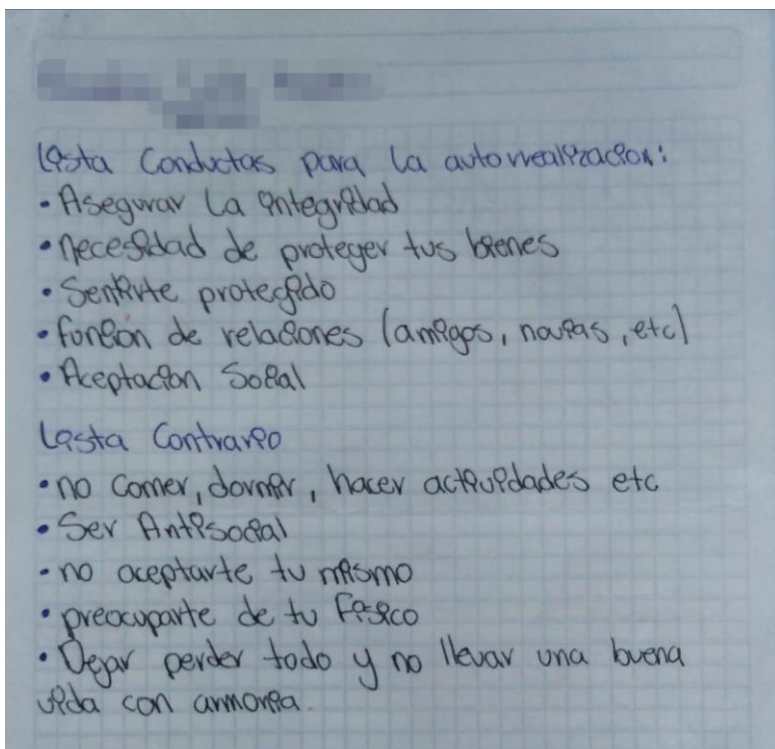 Lista Conductas para la autorrealizacion:
• Asegurar la integridad
• necesidad de proteger tus bienes
• Sentirte protegido
• funcion de relaciones (amigos, novias, etc)
• Aceptacion Social
Lista Contrario
• no comer, dormir, hacer actividades etc
• Ser Antisocial
• no aceptarte tu mismo
• preocuparte de tu fisico
• Dejar perder todo y no llevar una buena
vida con armonia.